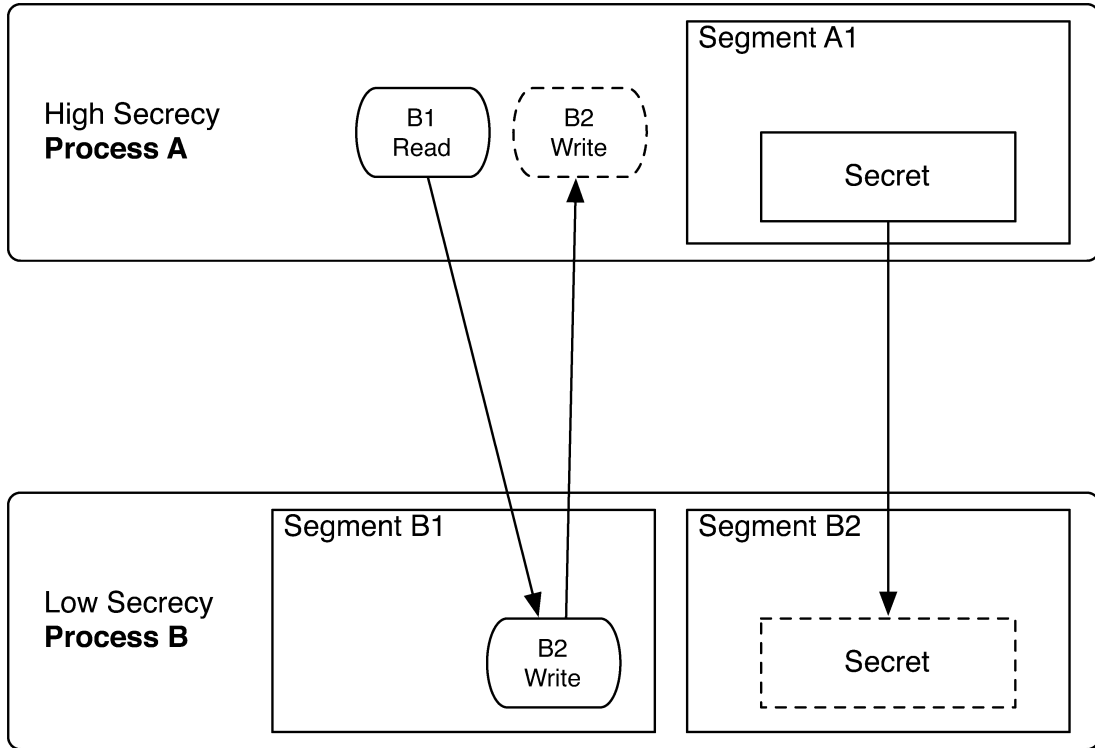 Segment A1
High Secrecy
Process A
B1
Read
B2
Write
Secret
Segment B1
Segment B2
Low Secrecy
Process B
B2
Write
Secret